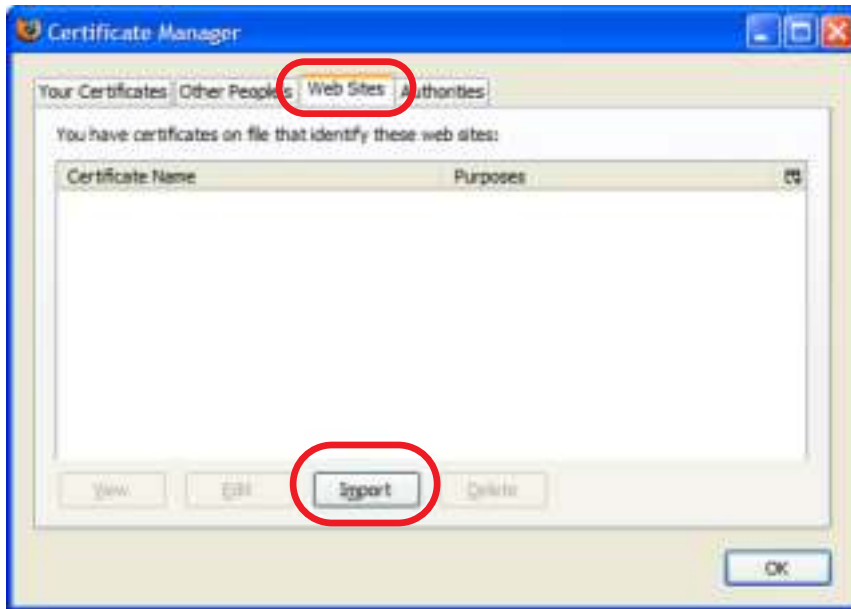 Certificate Manager
Your Certificates Other People's Web Sites Authorities
You have certificates on file that identify these web sites:
Certificate Name Purposes
View Edit Import Delete
OK